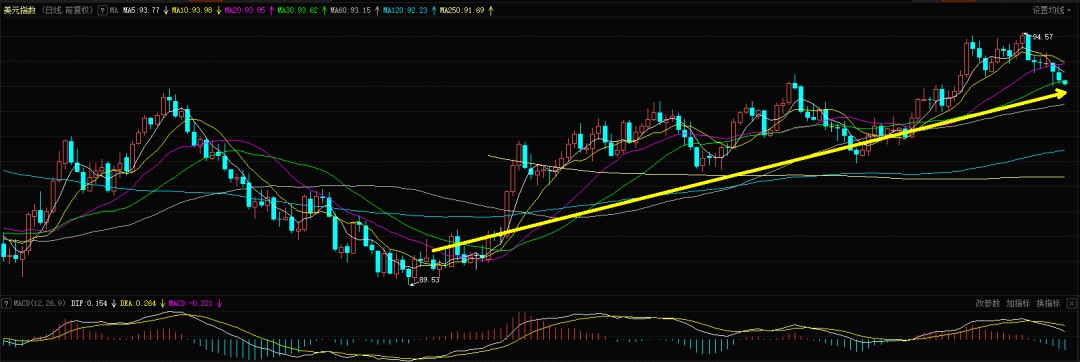 美元指数 (日线.前复权) ? MA MA5:93.77↓ MA10:93.98↓ MA20:93.95↑ MA30:93.62↑ MA60:93.15↑ MA120:92.23↑ MA250:91.69↑ 设置均线
94.57
89.53
? MACD(12,26,9) DIF:0.154↓ DEA:0.264↓ MACD:-0.221↓ 改参数 加指标 换指标